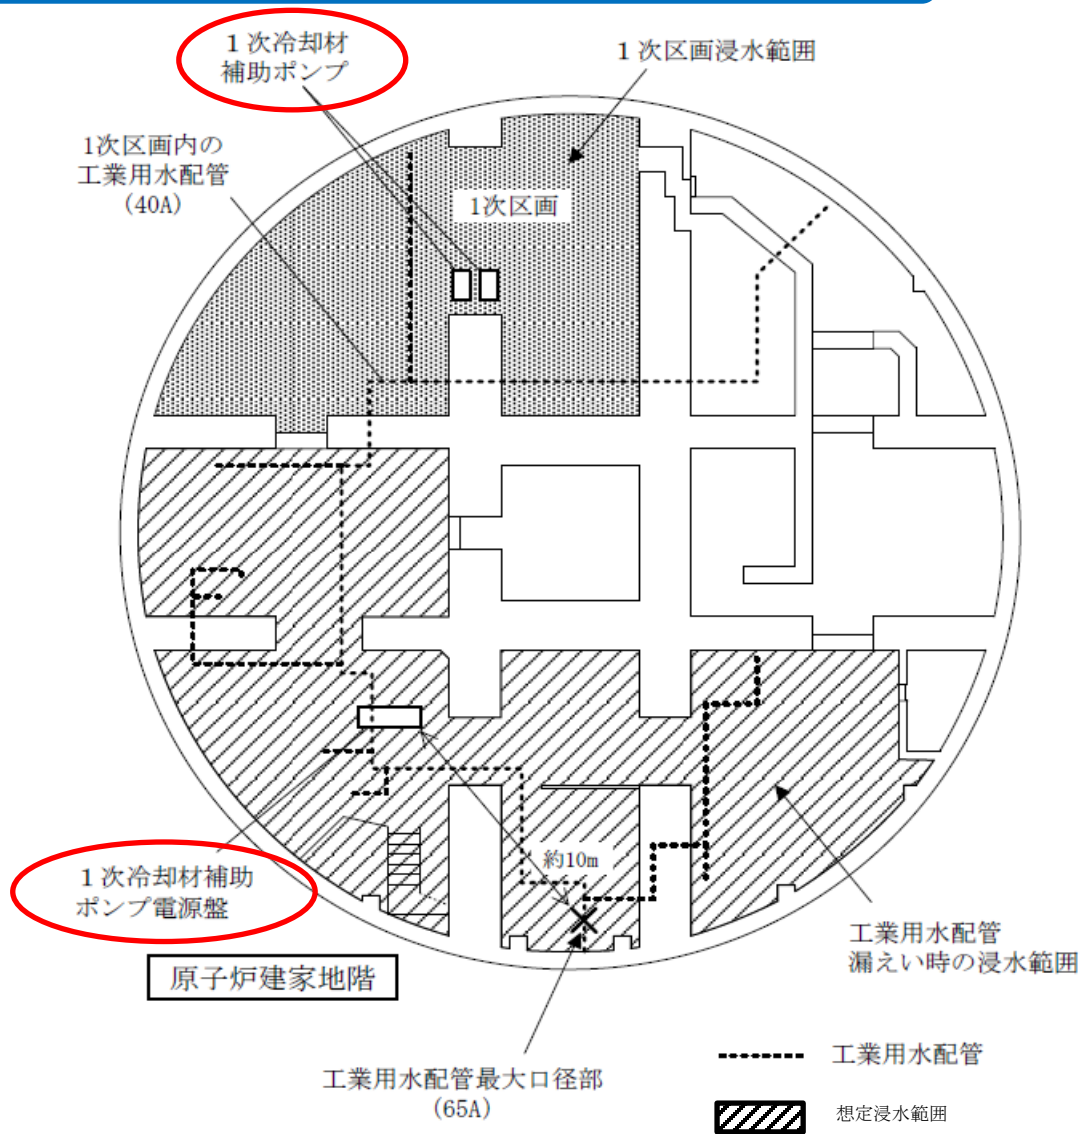 １次冷却材
補助ポンプ
１次区画浸水範囲
1次区画内の
工業用水配管
(40A)
1次区画
約10m
１次冷却材補助
ポンプ電源盤
原子炉建家地階
工業用水配管
漏えい時の浸水範囲
工業用水配管最大口径部
(65A)
工業用水配管
想定浸水範囲